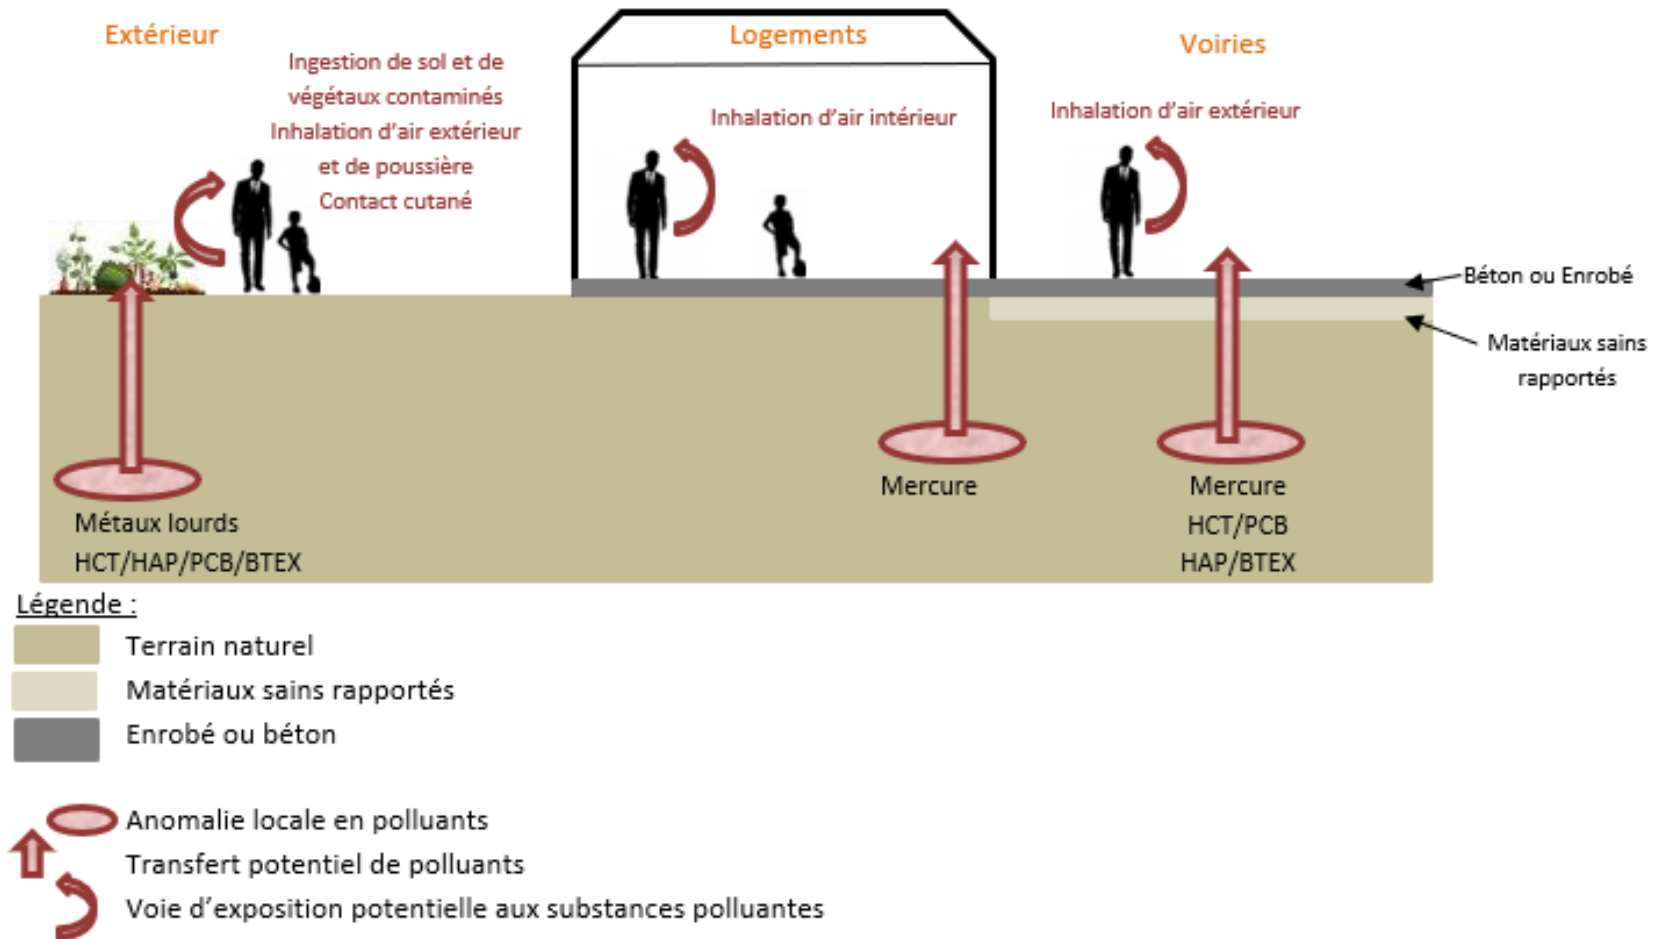 Extérieur
Ingestion de sol et de
végétaux contaminés
Inhalation d'air extérieur
et de poussière
Contact cutané
Logements
Inhalation d'air intérieur
Voiries
Inhalation d'air extérieur
Béton ou Enrobé
Matériaux sains
rapportés
Métaux lourds
HCT/HAP/PCB/BTEX
Mercure
Mercure
HCT/PCB
HAP/BTEX
Légende :
Terrain naturel
Matériaux sains rapportés
Enrobé ou béton
Anomalie locale en polluants
Transfert potentiel de polluants
Voie d'exposition potentielle aux substances polluantes